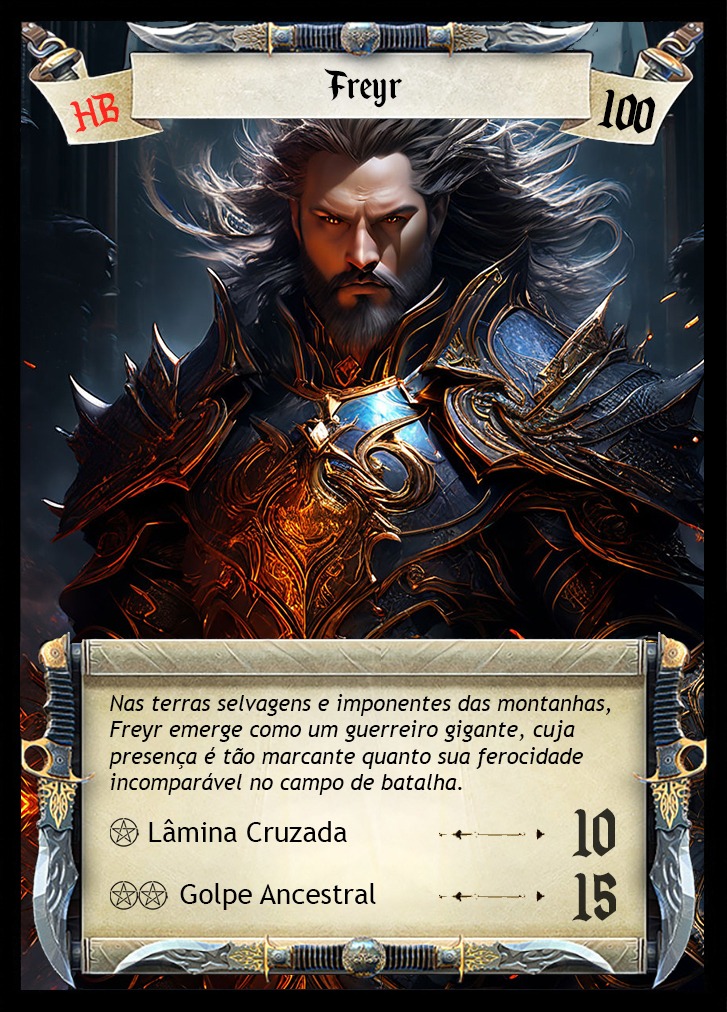 HB
Freyr
100
Nas terras selvagens e imponentes das montanhas,
Freyr emerge como um guerreiro gigante, cuja
presença é tão marcante quanto sua ferocidade
incomparável no campo de batalha.
Lâmina Cruzada 10
Golpe Ancestral 15